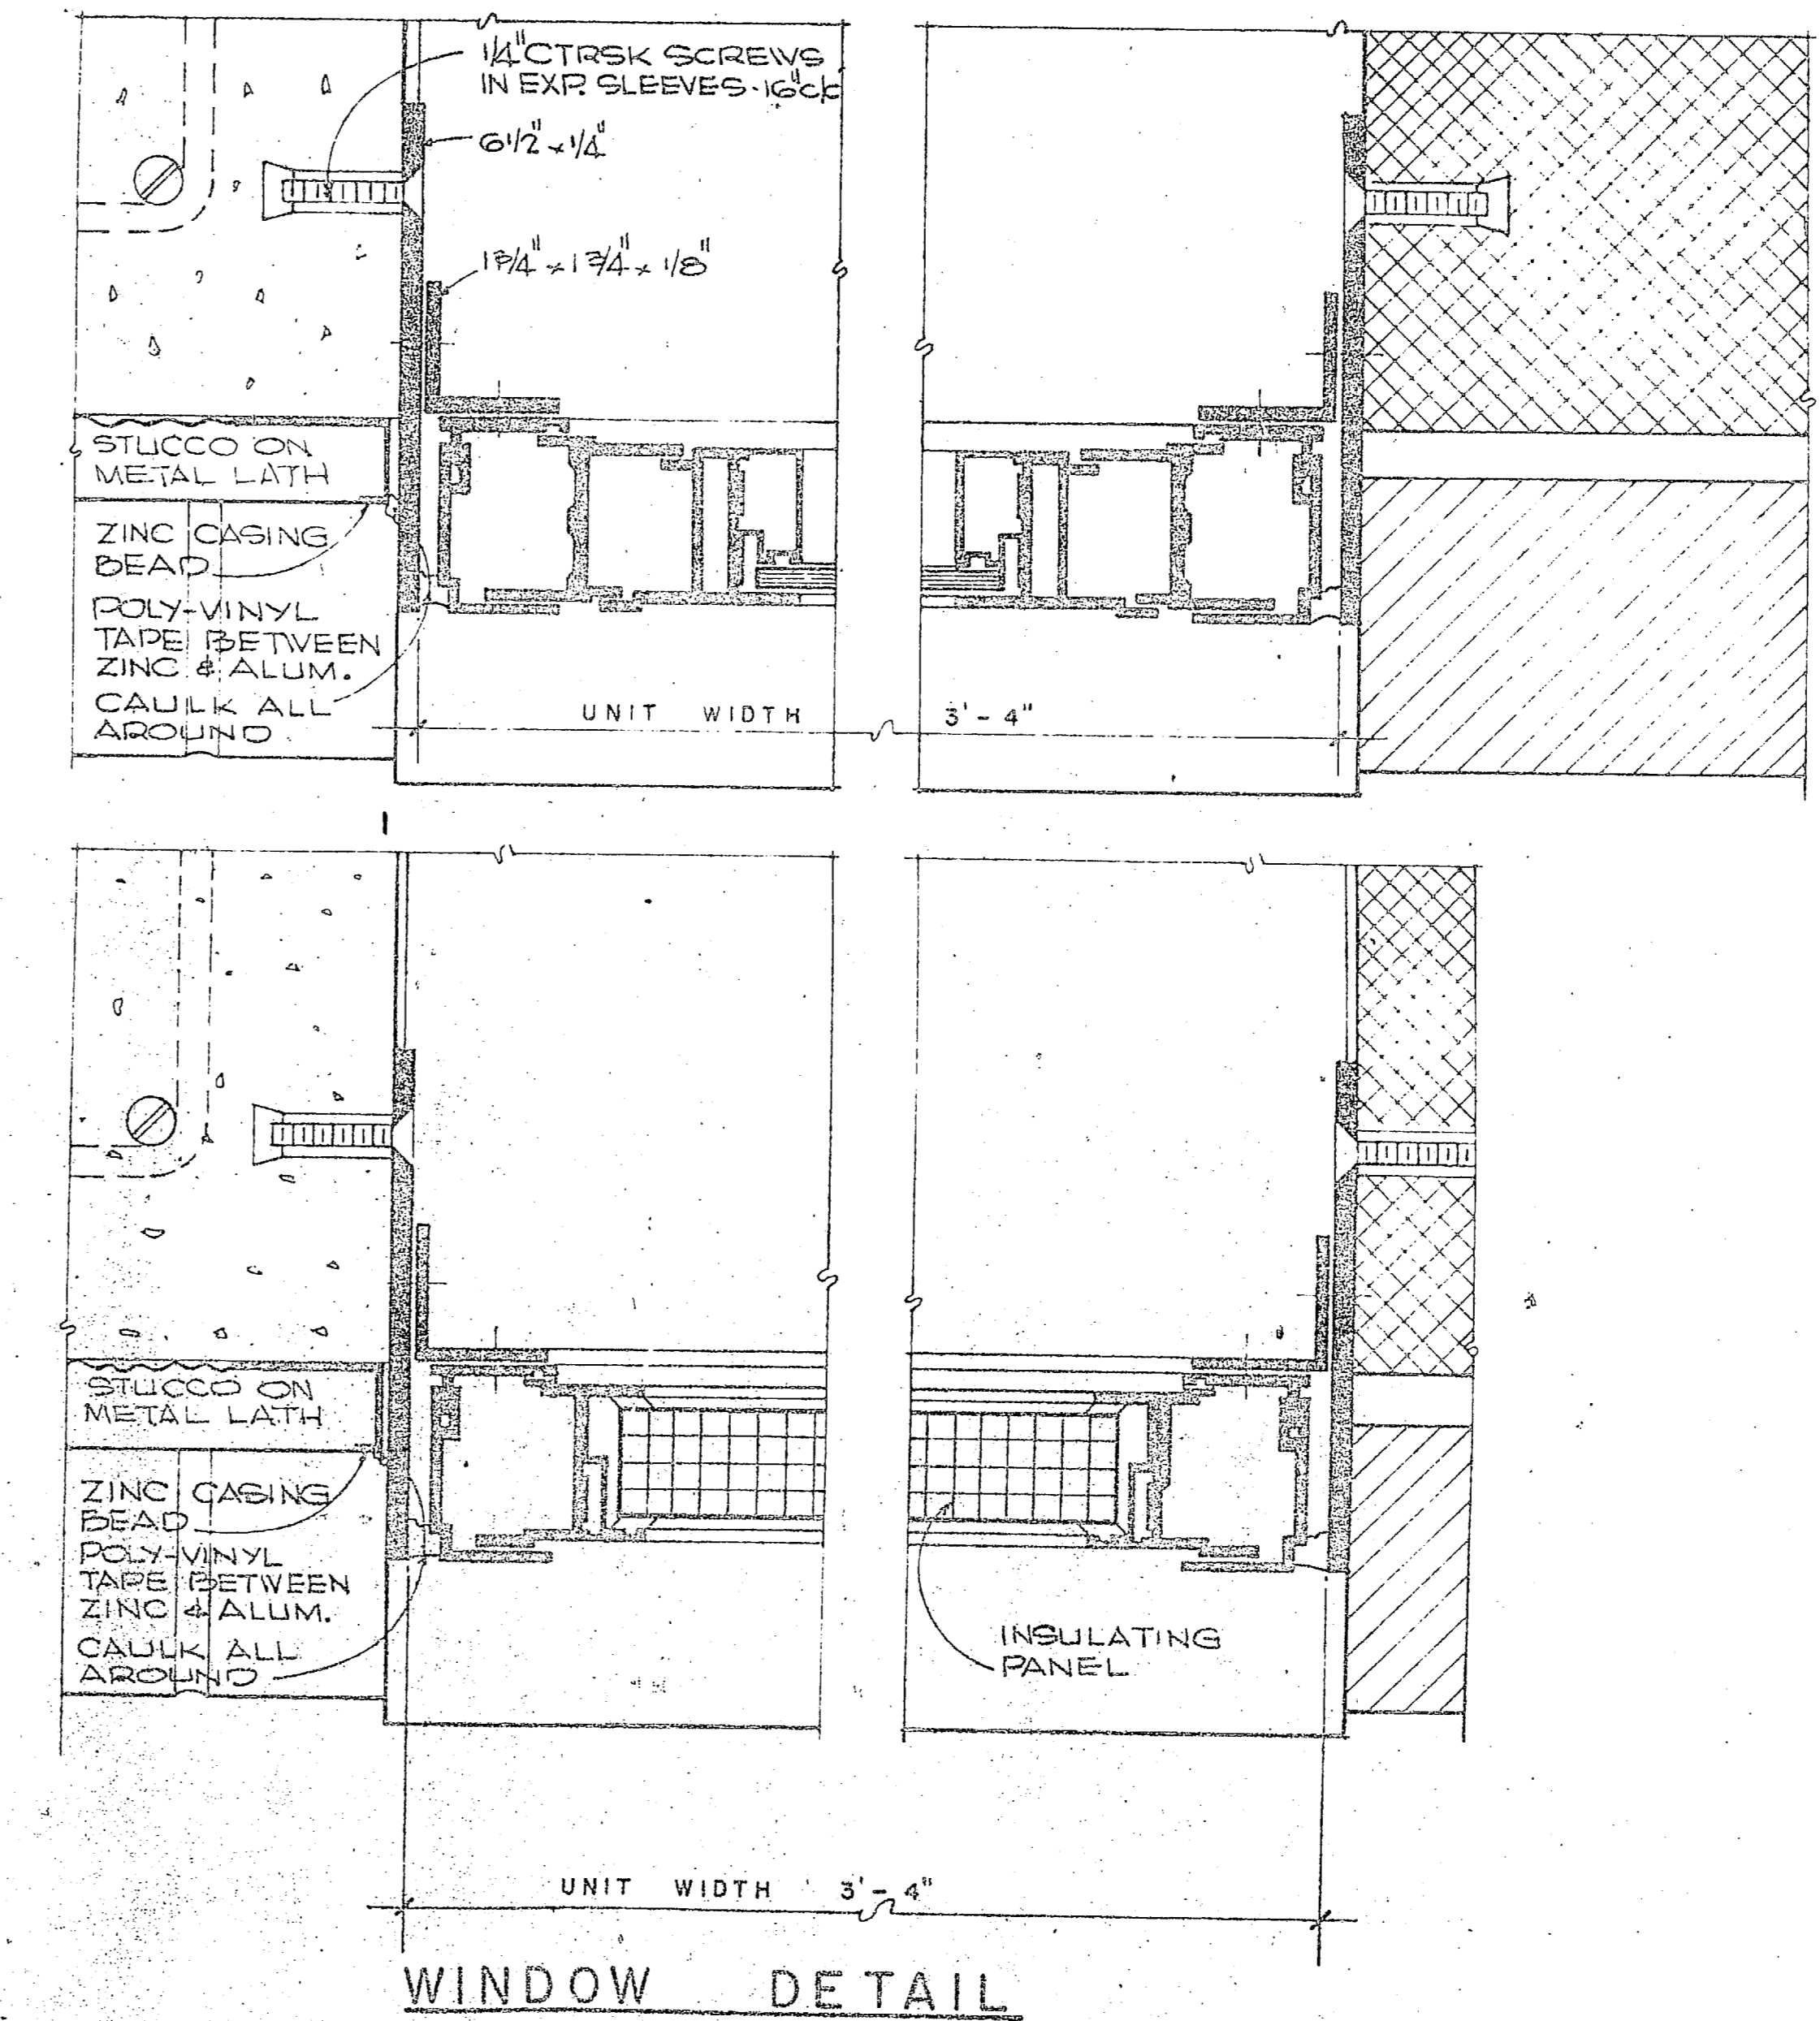 1/4" CTRSK SCREWS
IN EXP. SLEEVES-16"C/C
6 1/2" x 1/4"
1 3/4" x 1 3/4" x 1/8"
STUCCO ON
METAL LATH
ZINC CASING
BEAD
POLY-VINYL
TAPE BETWEEN
ZINC & ALUM.
CAULK ALL
AROUND
UNIT WIDTH 3'-4"
STUCCO ON
METAL LATH
ZINC CASING
BEAD
POLY-VINYL
TAPE BETWEEN
ZINC & ALUM.
CAULK ALL
AROUND
INSULATING
PANEL
UNIT WIDTH 3'-4"
WINDOW DETAIL